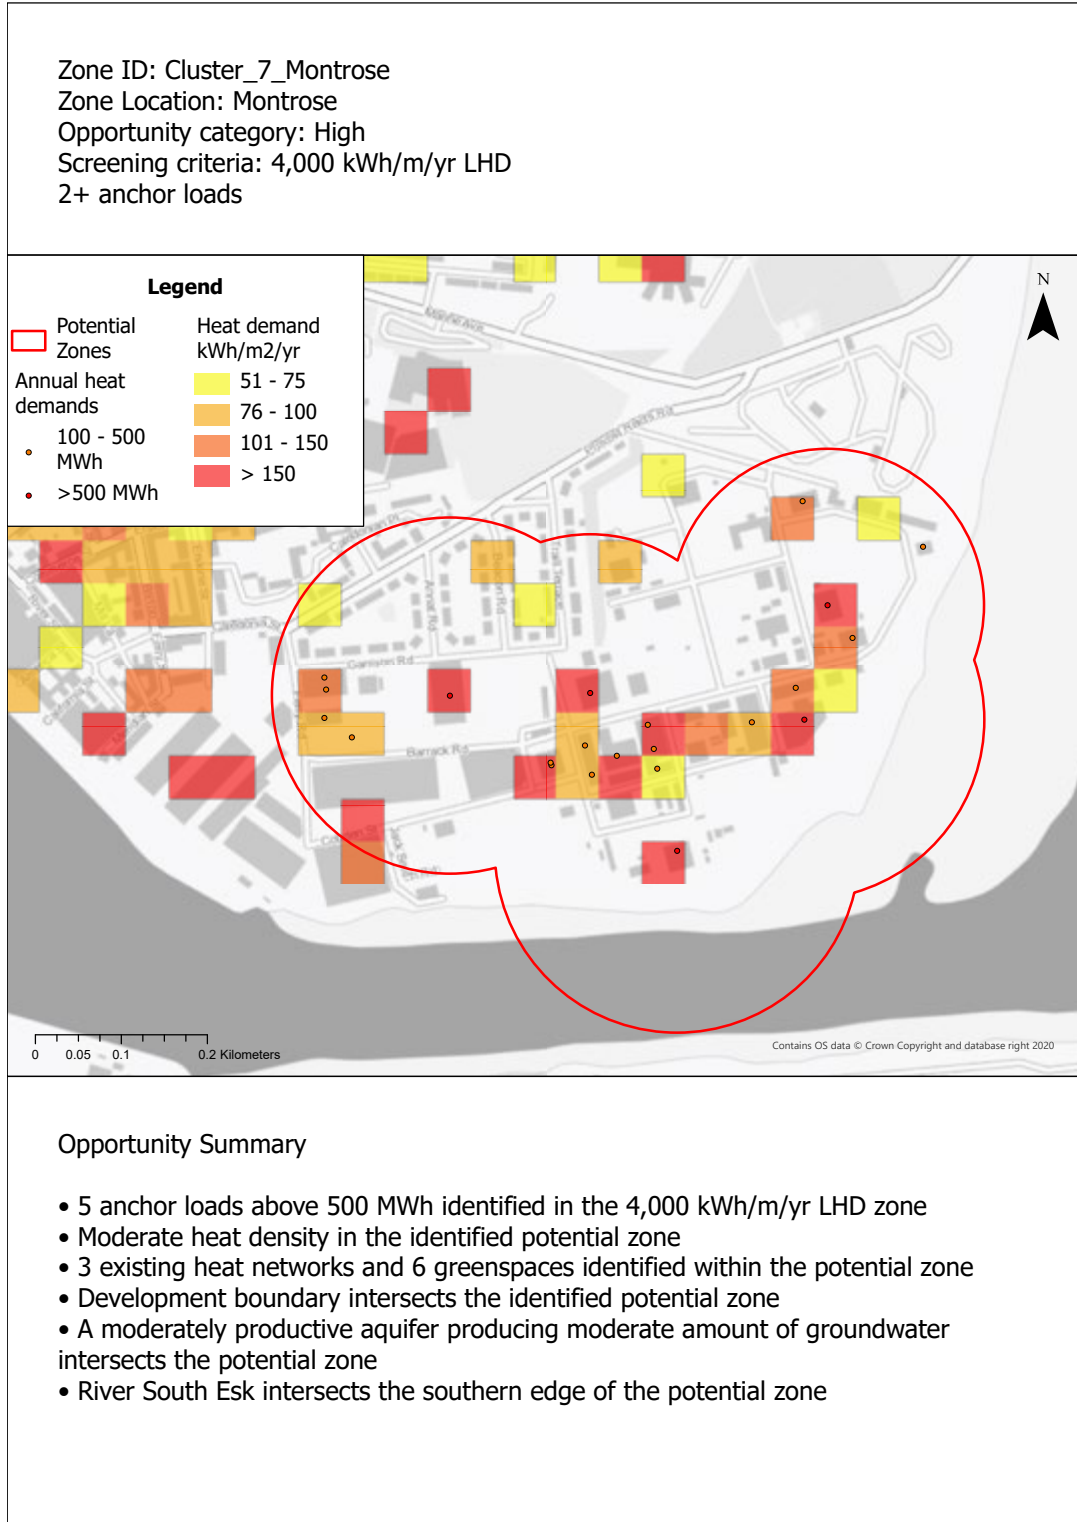 Zone ID: Cluster_7_Montrose
Zone Location: Montrose
Opportunity category: High
Screening criteria: 4,000 kWh/m/yr LHD
2+ anchor loads
Legend
Potential
Zones
Annual heat
demands
100 - 500
MWh
>500 MWh
Heat demand
kWh/m2/yr
51 - 75
76 - 100
101 - 150
> 150
N
Marine Ave
Traill Terrace
Annat Rd
Garrison Rd
Barrack Rd
0 0.05 0.1 0.2 Kilometers
Contains OS data © Crown Copyright and database right 2020
Opportunity Summary
• 5 anchor loads above 500 MWh identified in the 4,000 kWh/m/yr LHD zone
• Moderate heat density in the identified potential zone
• 3 existing heat networks and 6 greenspaces identified within the potential zone
• Development boundary intersects the identified potential zone
• A moderately productive aquifer producing moderate amount of groundwater
intersects the potential zone
• River South Esk intersects the southern edge of the potential zone